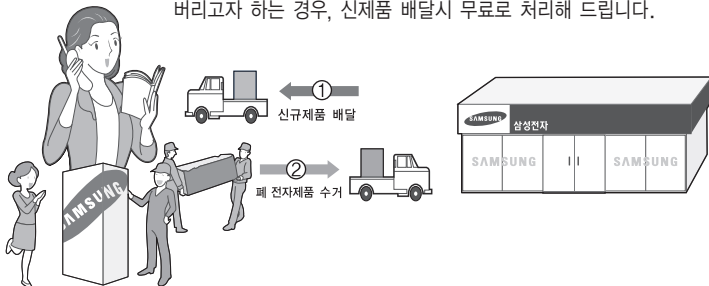 버리고자 하는 경우, 신제품 배달시 무료로 처리해 드립니다.
①
신규제품 배달
SAMSUNG
삼성전자
SAMSUNG
SAMSUNG
②
폐 전자제품 수거
SAMSUNG